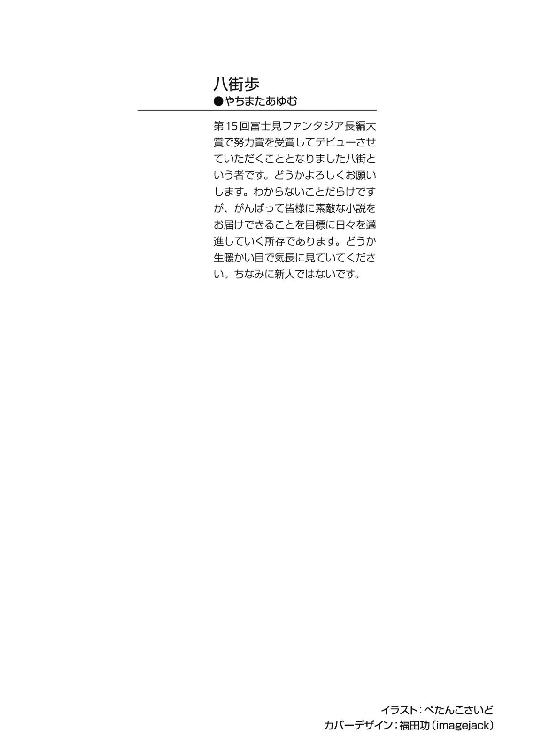 八街歩
●やちまたあゆむ
第15回富士見ファンタジア長編大
賞で努力賞を受賞してデビューさせ
ていただくこととなりました八街と
いう者です。どうかよろしくお願い
します。わからないことだらけです
が、がんばって皆様に素敵な小説を
お届けできることを目標に日々を邁
進していく所存であります。どうか
生暖かい目で気長に見ていてくださ
い。ちなみに新人ではないです。
イラスト:ぺたんこさいど
カバーデザイン:福田功(imagejack)